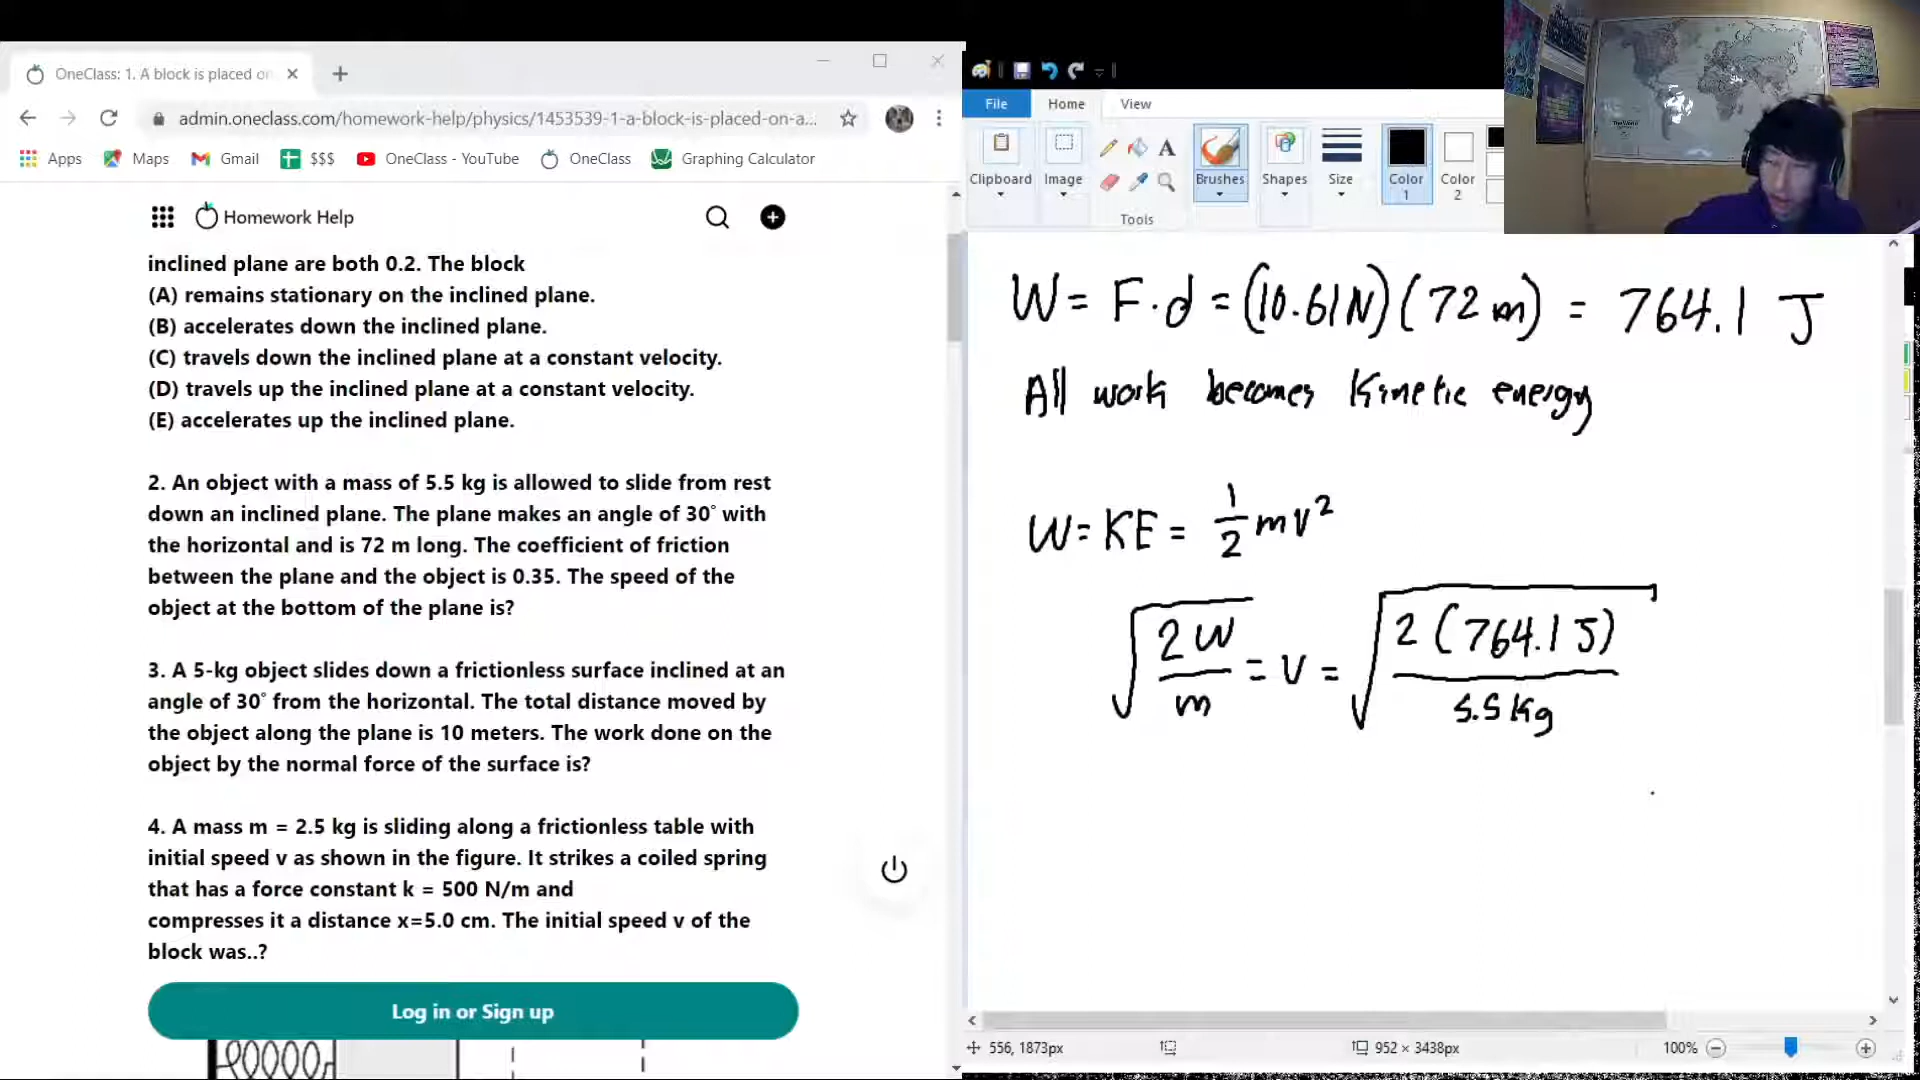 OneClass: 1. A block is placed on
admin.oneclass.com/homework-help/physics/1453539-1-a-block-is-placed-on-a...
Apps Maps Gmail $$$ OneClass - YouTube OneClass Graphing Calculator
Homework Help
inclined plane are both 0.2. The block
(A) remains stationary on the inclined plane.
(B) accelerates down the inclined plane.
(C) travels down the inclined plane at a constant velocity.
(D) travels up the inclined plane at a constant velocity.
(E) accelerates up the inclined plane.
2. An object with a mass of 5.5 kg is allowed to slide from rest
down an inclined plane. The plane makes an angle of 30˚ with
the horizontal and is 72 m long. The coefficient of friction
between the plane and the object is 0.35. The speed of the
object at the bottom of the plane is?
3. A 5-kg object slides down a frictionless surface inclined at an
angle of 30˚ from the horizontal. The total distance moved by
the object along the plane is 10 meters. The work done on the
object by the normal force of the surface is?
4. A mass m = 2.5 kg is sliding along a frictionless table with
initial speed v as shown in the figure. It strikes a coiled spring
that has a force constant k = 500 N/m and
compresses it a distance x=5.0 cm. The initial speed v of the
block was..?
Log in or Sign up
File Home View
Clipboard Image Brushes Shapes Size Color 1 Color 2
Tools
W = F·d = (10.61N)(72 m) = 764.1 J
All work becomes Kinetic energy
W = KE = 1/2 mv²
√(2W/m) = v = √(2(764.1 J)/5.5 Kg)
556, 1873px 952 × 3438px 100%